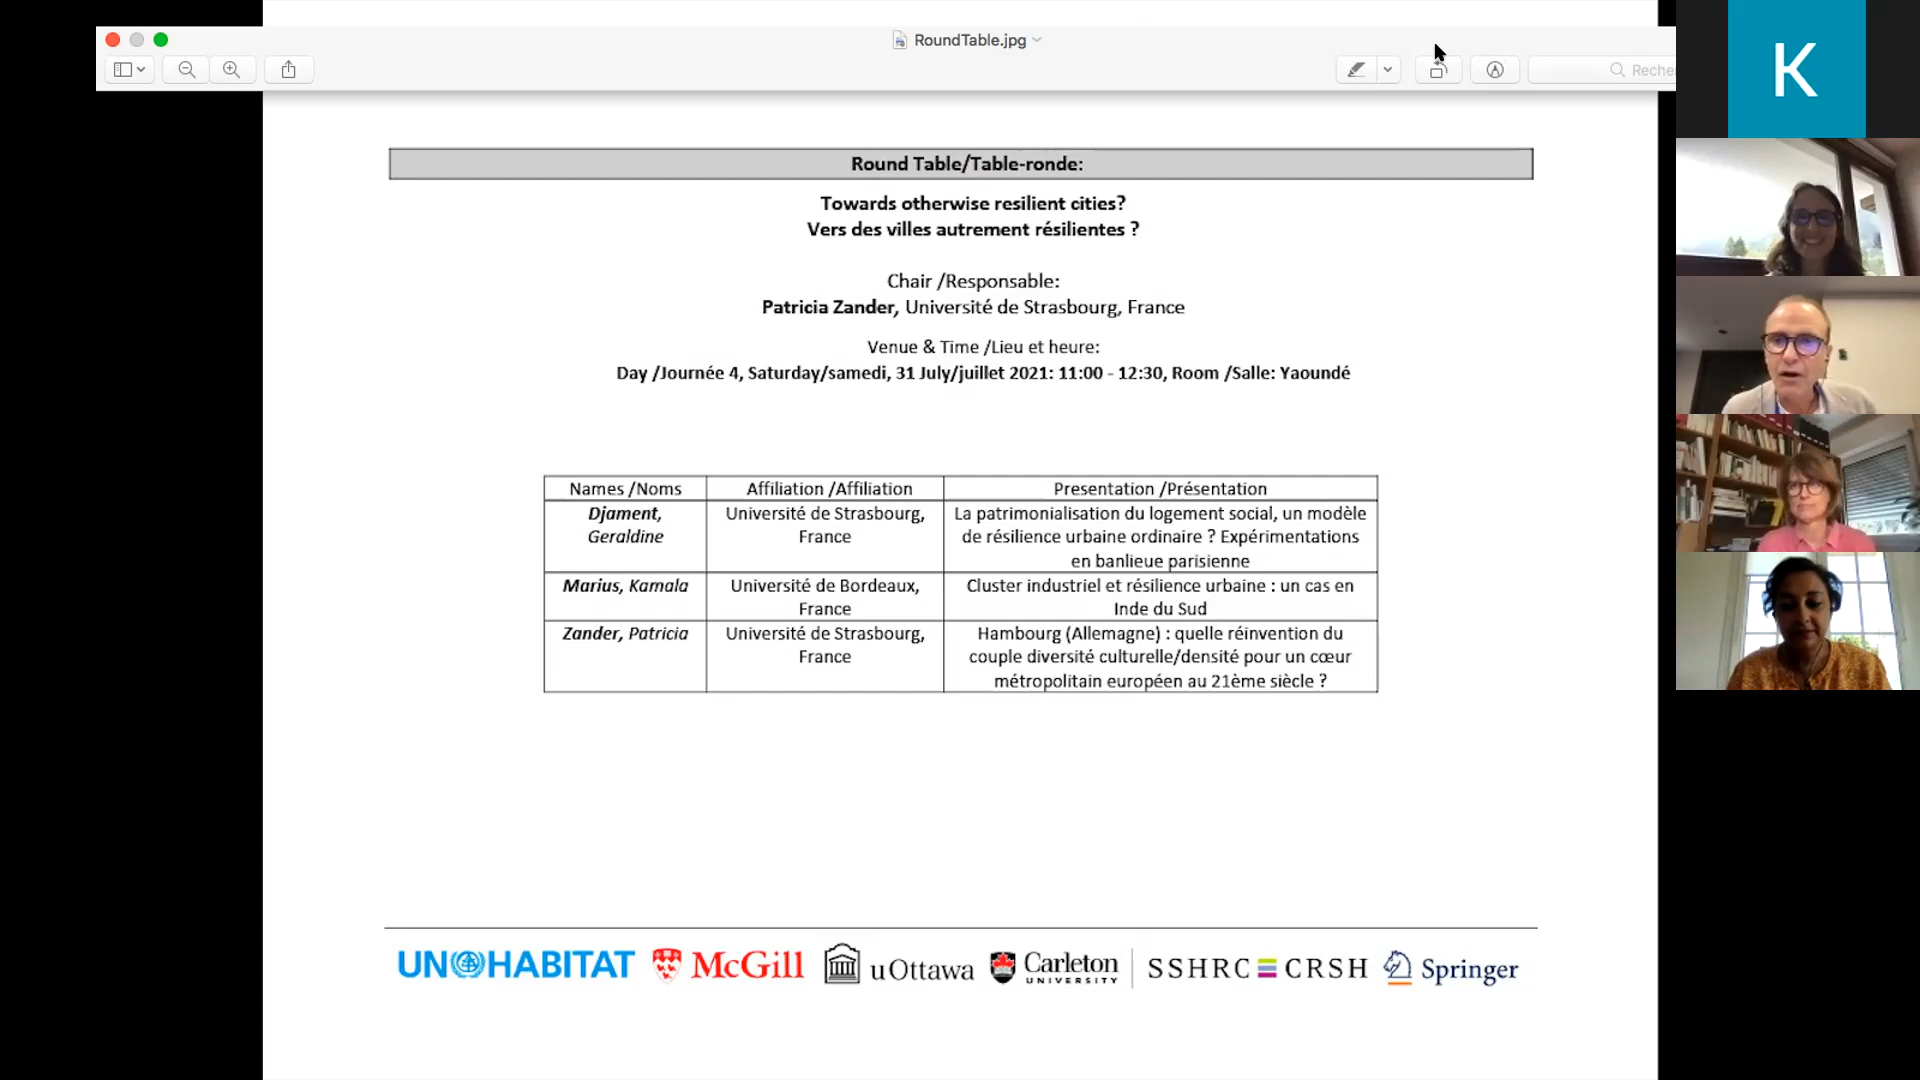 RoundTable.jpg
Reche
K
Round Table/Table-ronde:
Towards otherwise resilient cities?
Vers des villes autrement résilientes ?
Chair /Responsable:
Patricia Zander, Université de Strasbourg, France
Venue & Time /Lieu et heure:
Day /Journée 4, Saturday/samedi, 31 July/juillet 2021: 11:00 - 12:30, Room /Salle: Yaoundé
Names /Noms
Affiliation /Affiliation
Presentation /Présentation
Djament,
Geraldine
Université de Strasbourg,
France
La patrimonialisation du logement social, un modèle
de résilience urbaine ordinaire ? Expérimentations
en banlieue parisienne
Marius, Kamala
Université de Bordeaux,
France
Cluster industriel et résilience urbaine : un cas en
Inde du Sud
Zander, Patricia
Université de Strasbourg,
France
Hambourg (Allemagne) : quelle réinvention du
couple diversité culturelle/densité pour un cœur
métropolitain européen au 21ème siècle ?
UN HABITAT
McGill
uOttawa
Carleton
UNIVERSITY
SSHRC CRSH
Springer